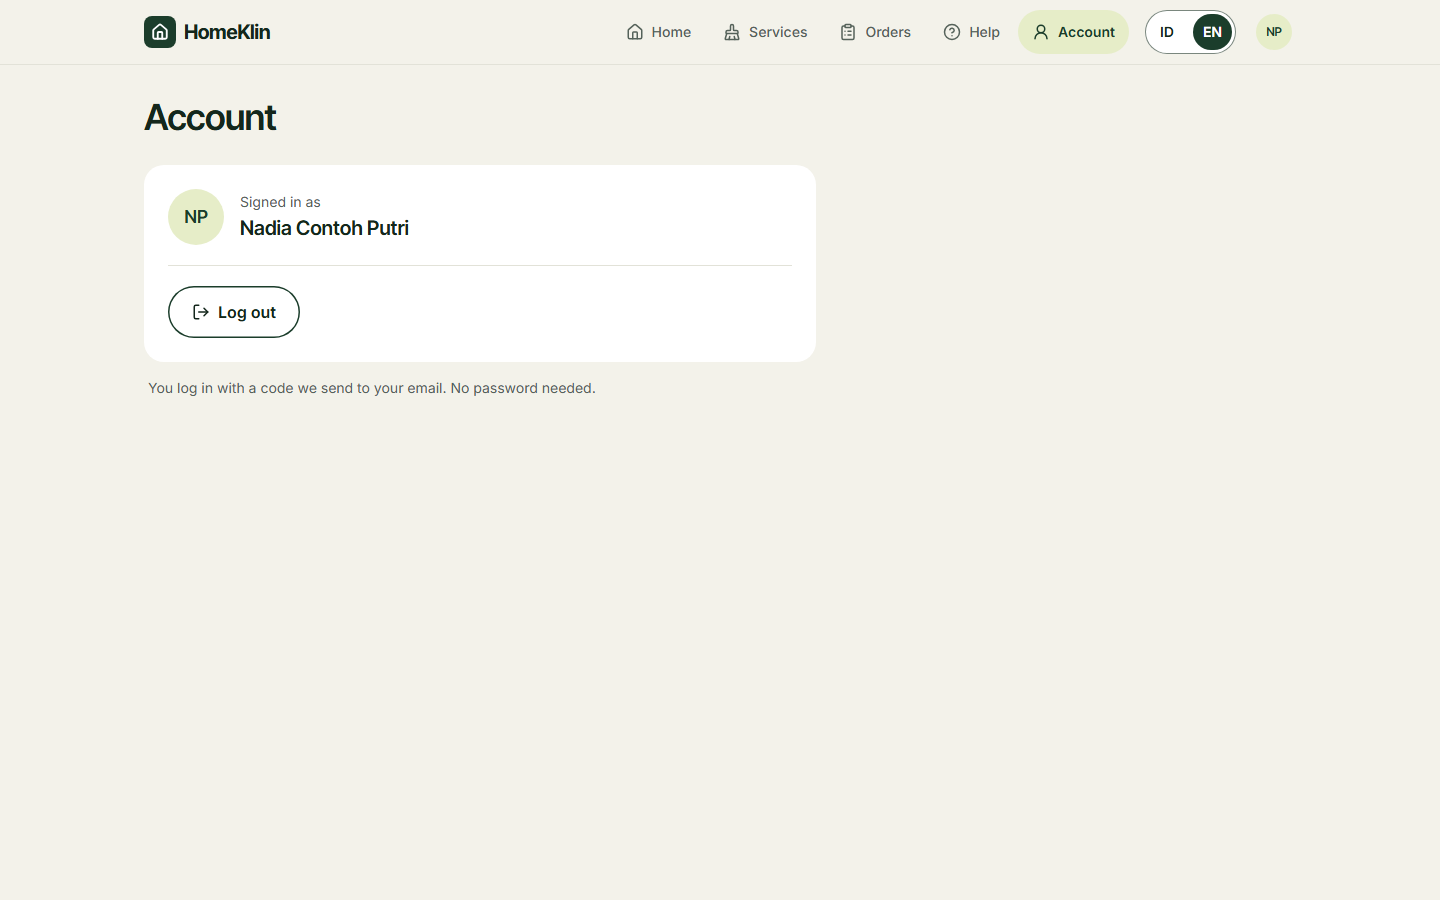 HomeKlin
Home
Services
Orders
Help
Account
ID
EN
NP
Account
NP
Signed in as
Nadia Contoh Putri
Log out
You log in with a code we send to your email. No password needed.